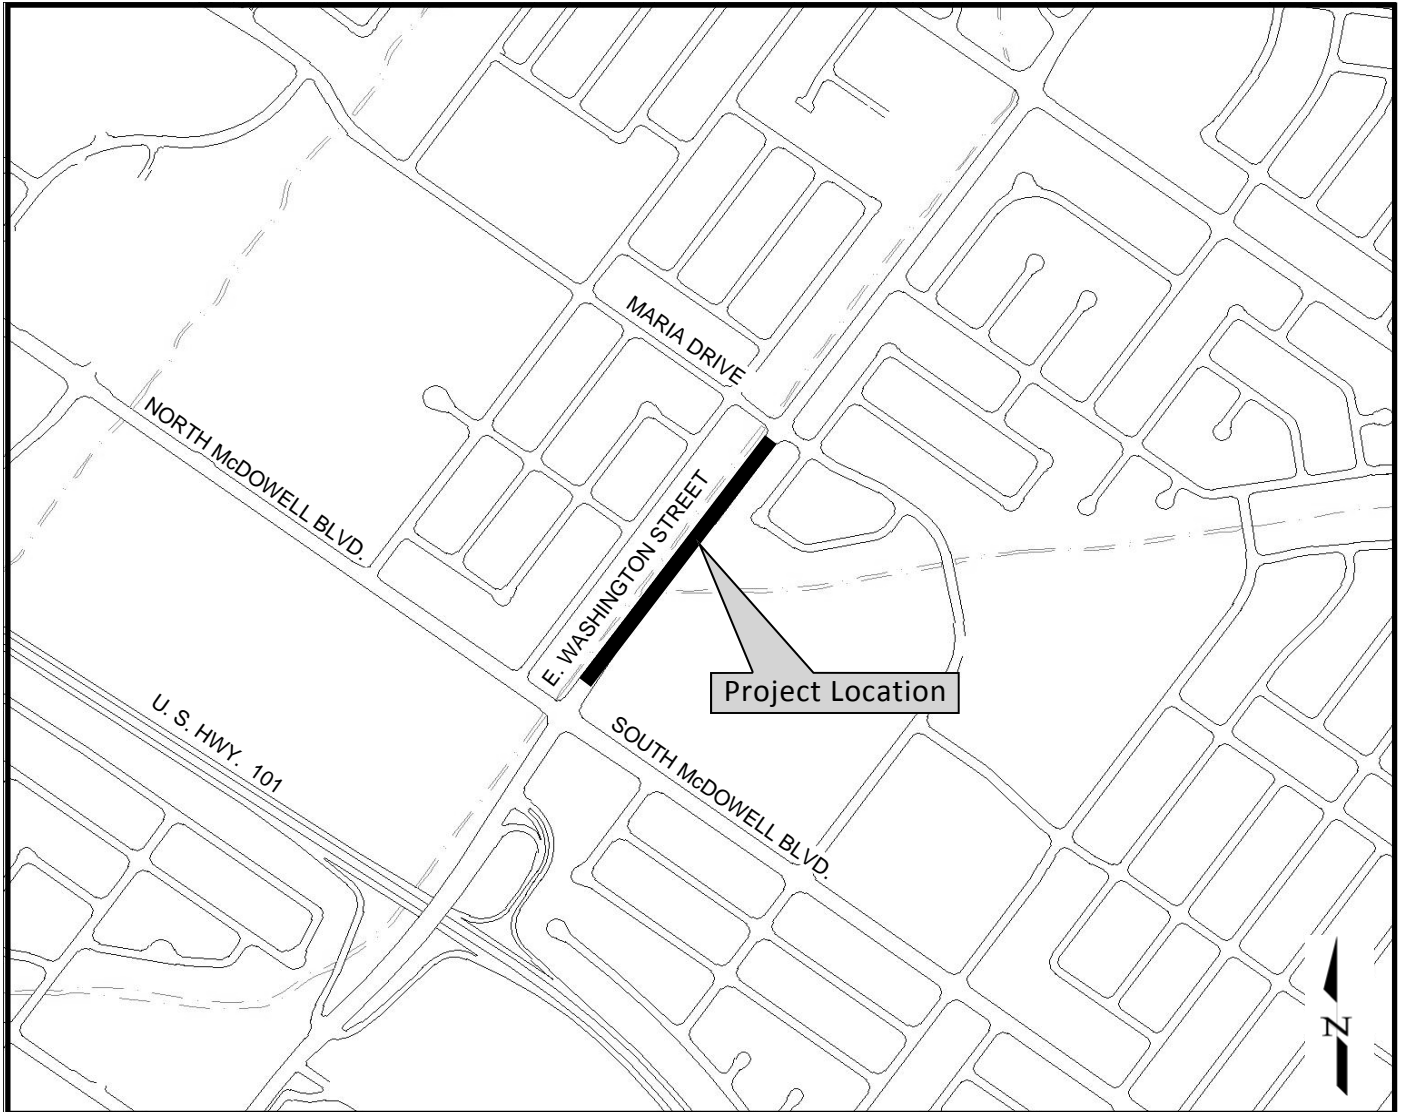 MARIA DRIVE
NORTH McDOWELL BLVD.
E. WASHINGTON STREET
Project Location
U. S. HWY. 101
SOUTH McDOWELL BLVD.
N